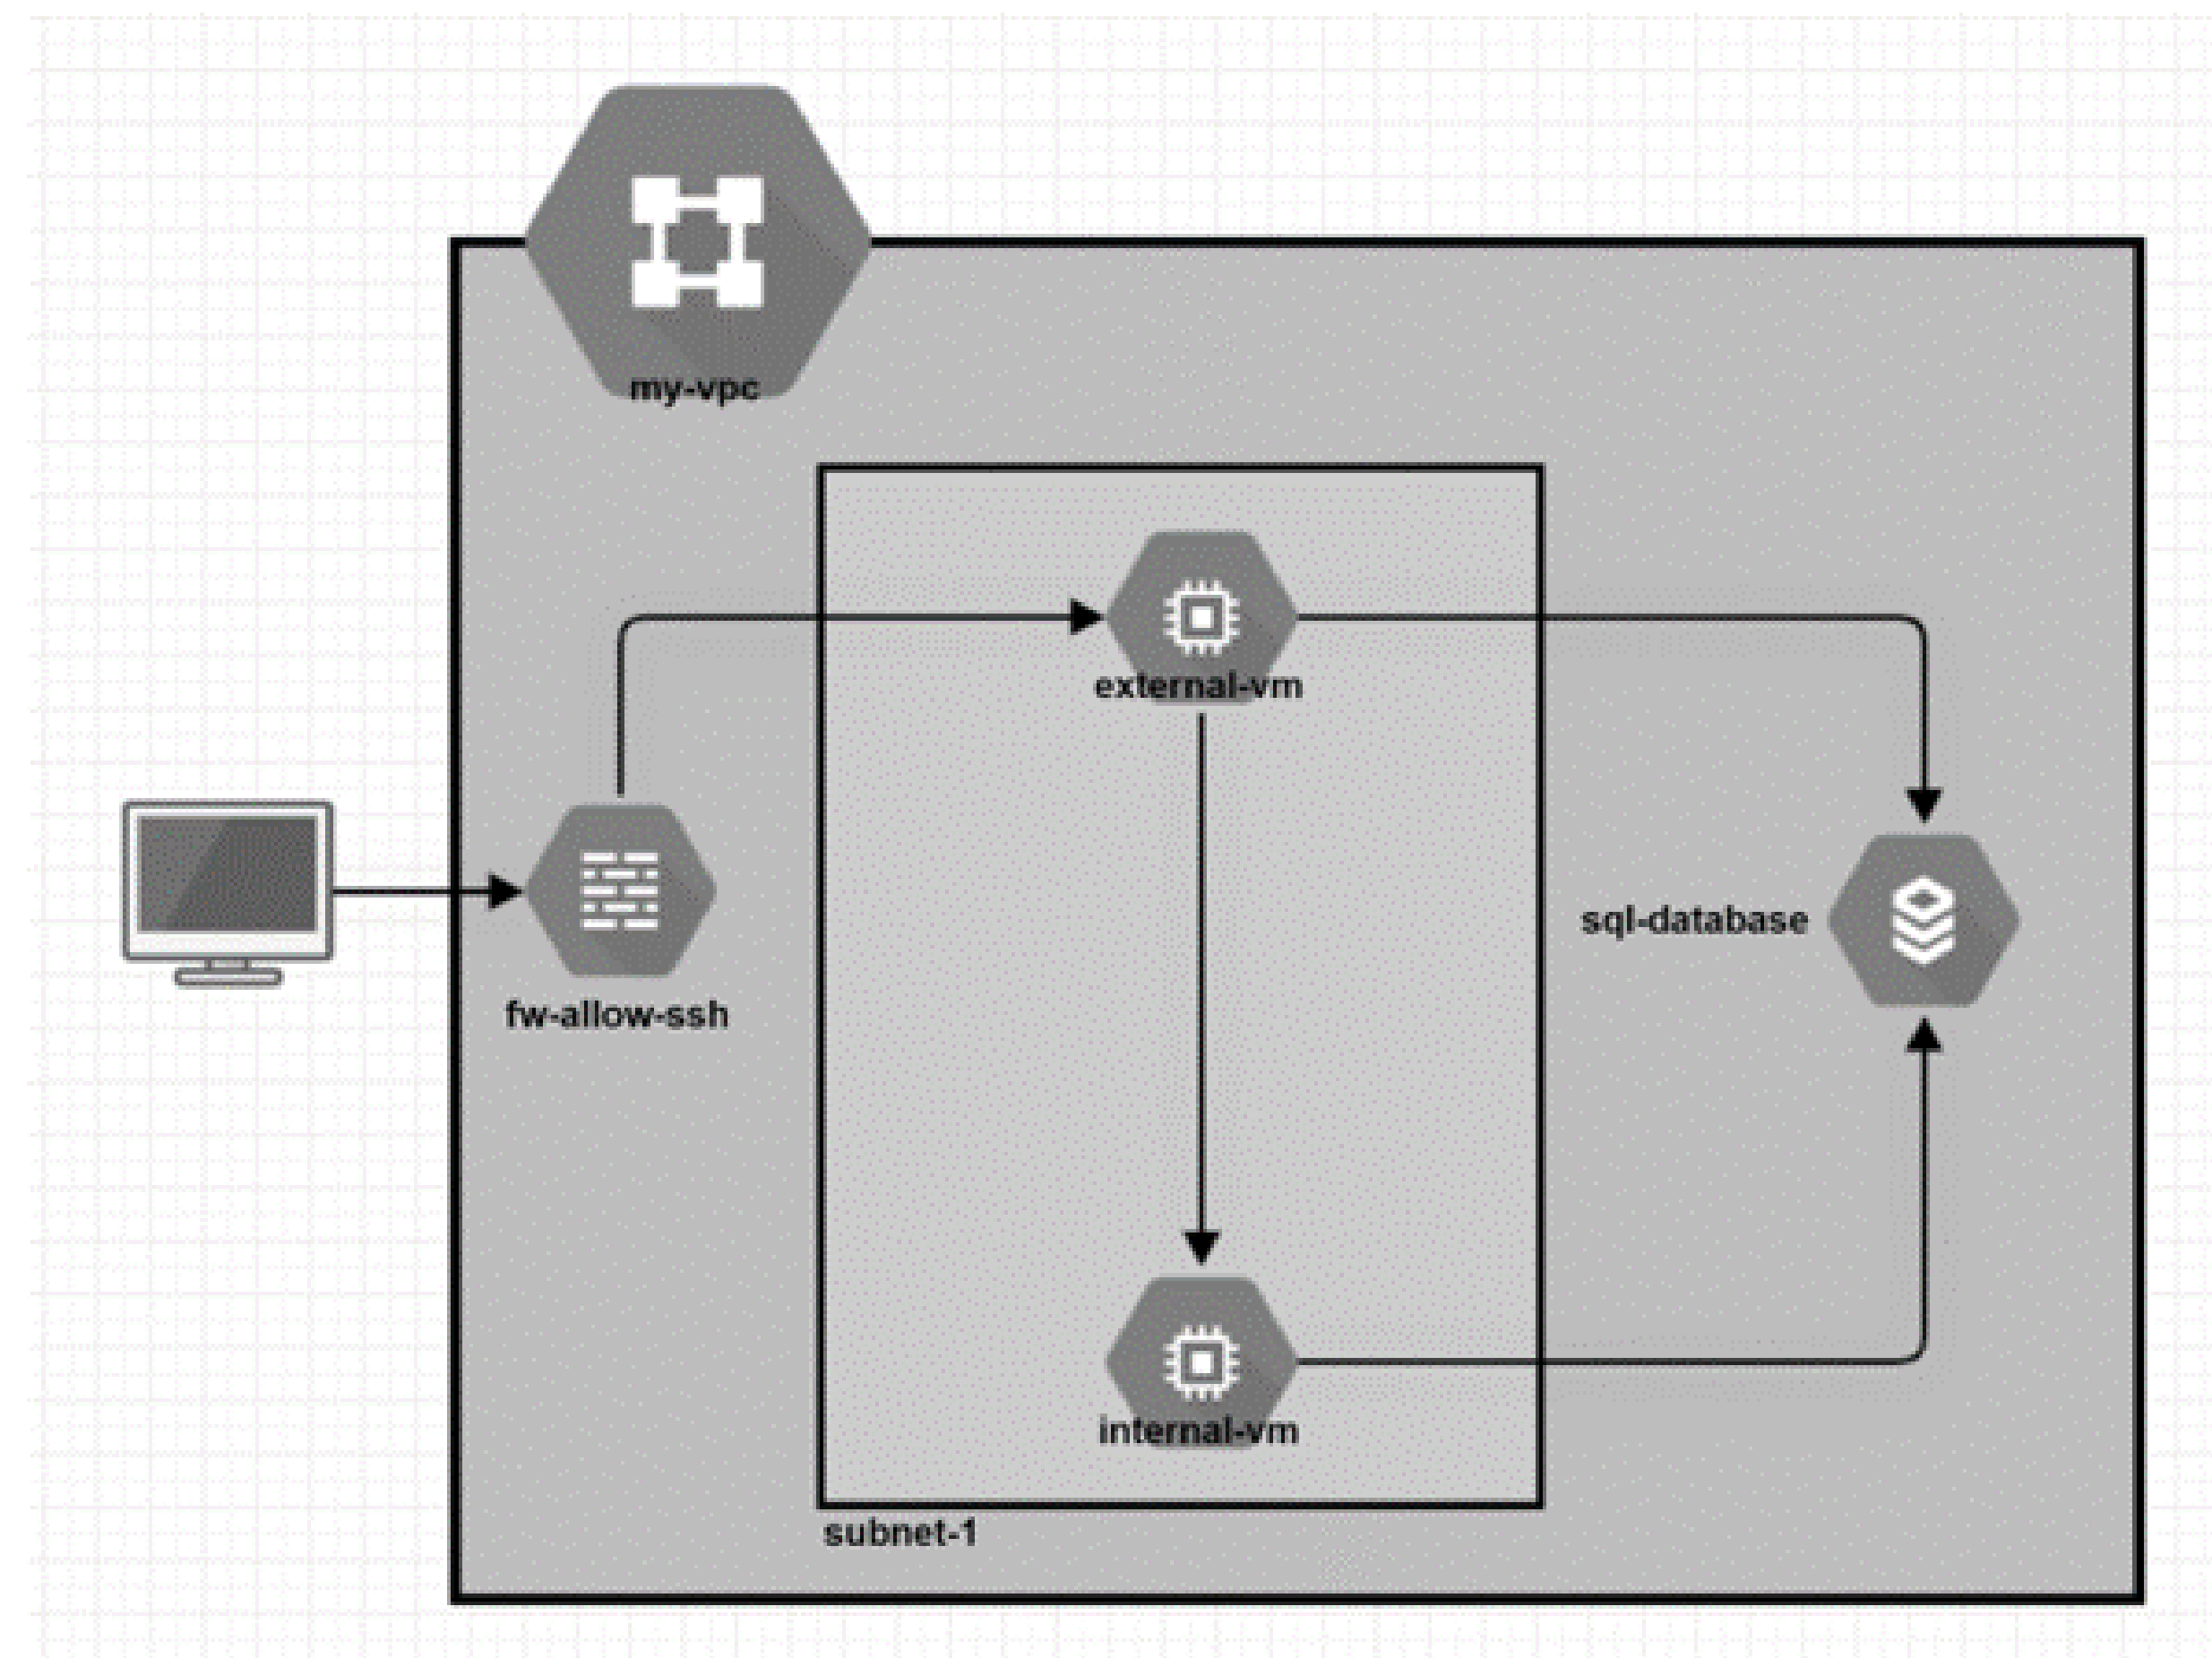 my-vpc
external-vm
sql-database
fw-allow-ssh
internal-vm
subnet-1